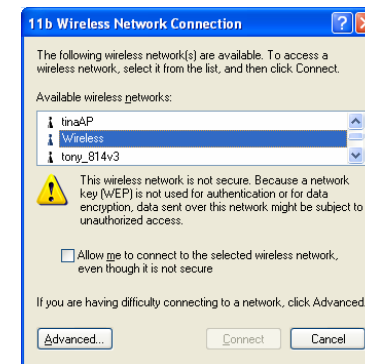 11b Wireless Network Connection
The following wireless network(s) are available. To access a
wireless network, select it from the list, and then click Connect.
Available wireless networks:
tinaAP
Wireless
tony_814v3
This wireless network is not secure. Because a network
key (WEP) is not used for authentication or for data
encryption, data sent over this network might be subject to
unauthorized access.
Allow me to connect to the selected wireless network,
even though it is not secure
If you are having difficulty connecting to a network, click Advanced.
Advanced... Connect Cancel